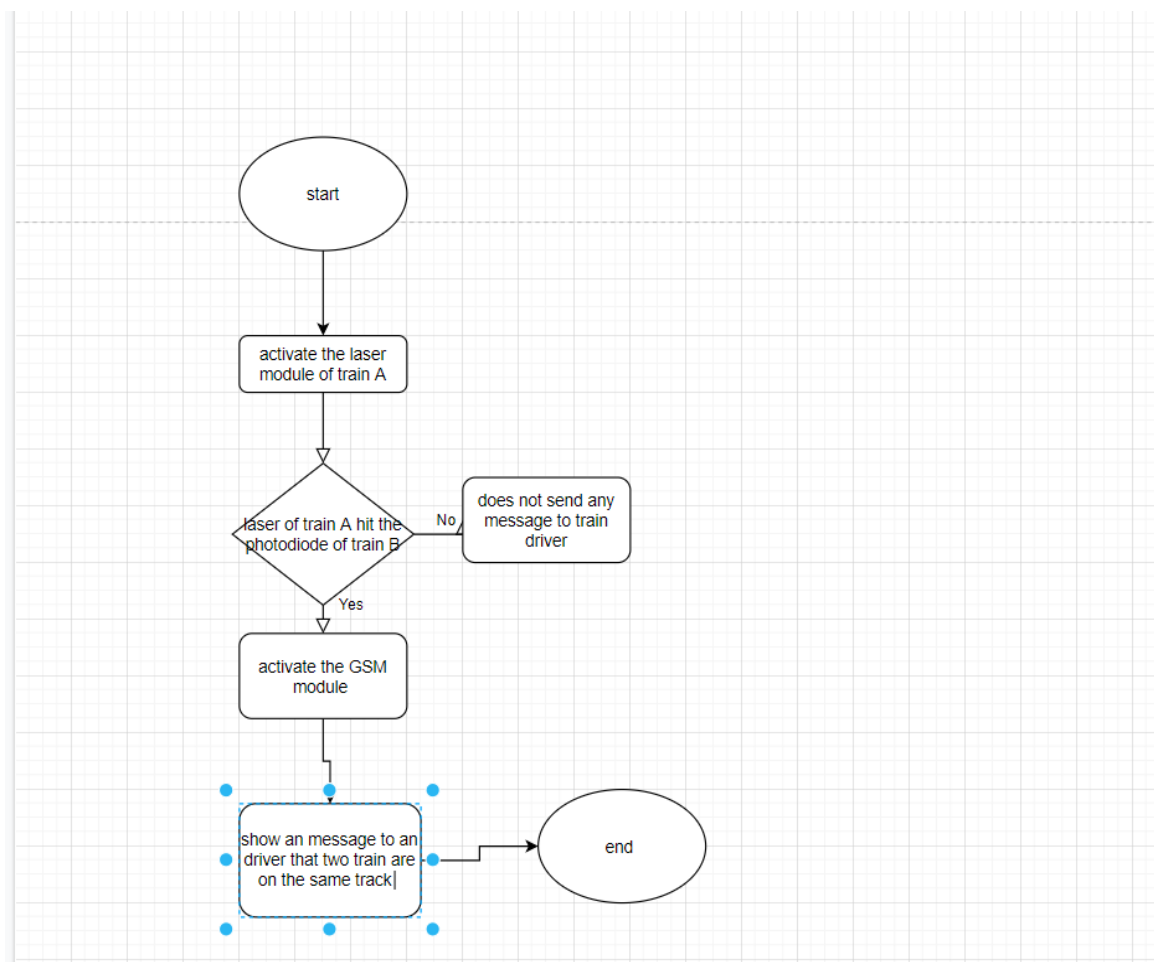 start
activate the laser
module of train A
laser of train A hit the
photodiode of train B
No
does not send any
message to train
driver
Yes
activate the GSM
module
show an message to an
driver that two train are
on the same track
end